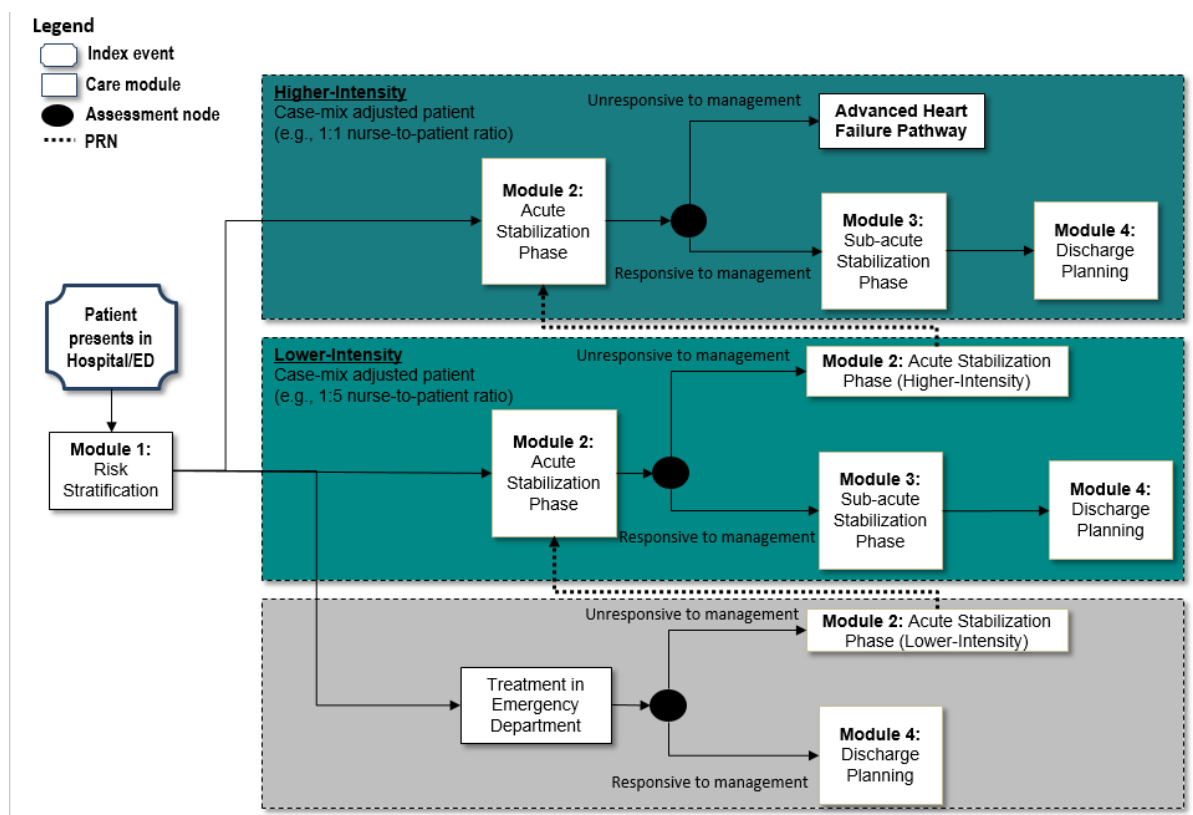 Legend
Index event
Care module
Assessment node
PRN
Higher-Intensity
Case-mix adjusted patient
(e.g., 1:1 nurse-to-patient ratio)
Unresponsive to management
Advanced Heart
Failure Pathway
Module 2:
Acute
Stabilization
Phase
Responsive to management
Module 3:
Sub-acute
Stabilization
Phase
Module 4:
Discharge
Planning
Patient
presents in
Hospital/ED
Module 1:
Risk
Stratification
Lower-Intensity
Case-mix adjusted patient
(e.g., 1:5 nurse-to-patient ratio)
Unresponsive to management
Module 2: Acute Stabilization
Phase (Higher-Intensity)
Module 2:
Acute
Stabilization
Phase
Responsive to management
Module 3:
Sub-acute
Stabilization
Phase
Module 4:
Discharge
Planning
Unresponsive to management
Module 2: Acute Stabilization
Phase (Lower-Intensity)
Treatment in
Emergency
Department
Responsive to management
Module 4:
Discharge
Planning